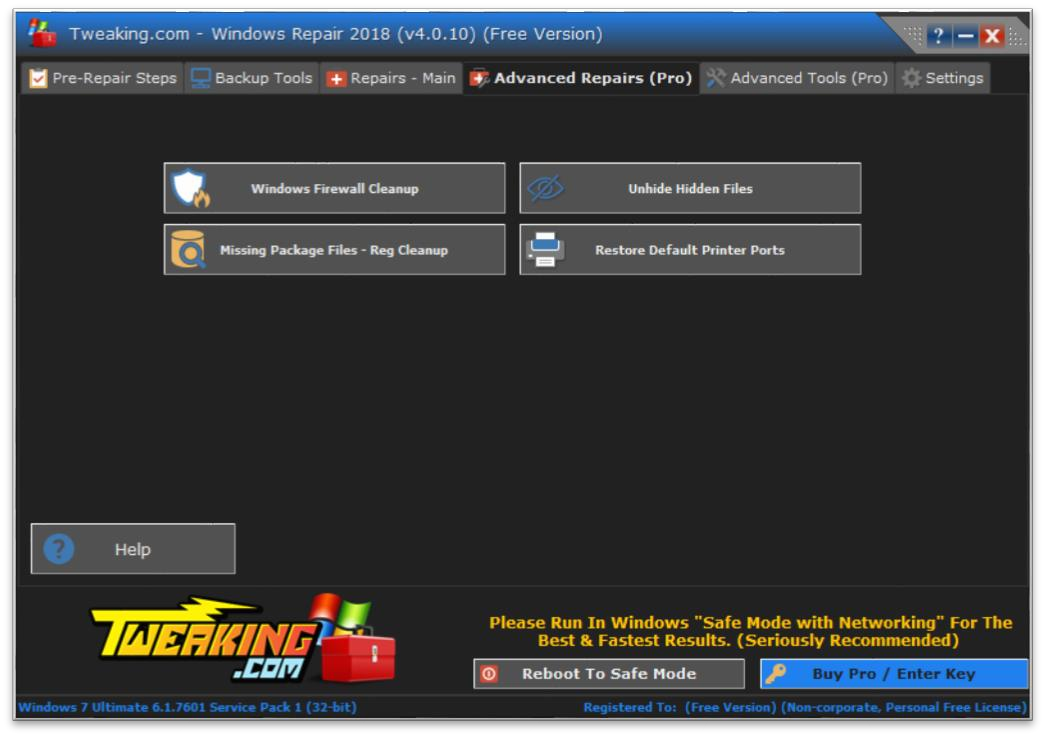 Tweaking.com - Windows Repair 2018 (v4.0.10) (Free Version)
?
Pre-Repair Steps Backup Tools Repairs - Main Advanced Repairs (Pro) Advanced Tools (Pro) Settings
Windows Firewall Cleanup
Unhide Hidden Files
Missing Package Files - Reg Cleanup
Restore Default Printer Ports
? Help
TWEAKING
.COM
Please Run In Windows "Safe Mode with Networking" For The
Best & Fastest Results. (Seriously Recommended)
Reboot To Safe Mode
Buy Pro / Enter Key
Windows 7 Ultimate 6.1.7601 Service Pack 1 (32-bit)
Registered To: (Free Version) (Non-corporate, Personal Free License)